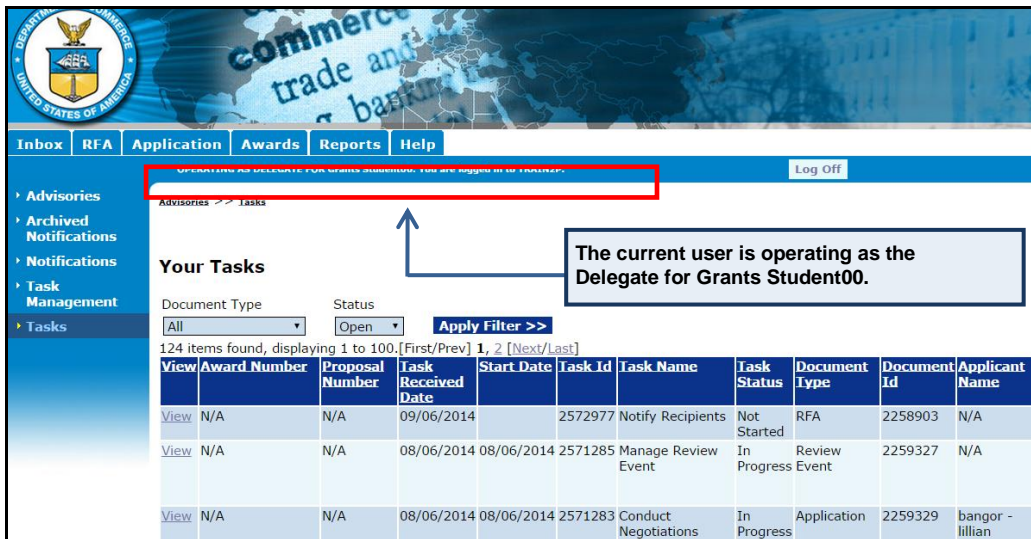 DEPARTMENT OF COMMERCE
UNITED STATES OF AMERICA
commerce
trade and
banking
Inbox RFA Application Awards Reports Help
OPERATING AS DELEGATE FOR Grants Student00. You are logged in to TRAIN2P.
Log Off
Advisories
Archived
Notifications
Notifications
Task
Management
Tasks
Advisories >> Tasks
The current user is operating as the
Delegate for Grants Student00.
Your Tasks
Document Type Status
All Open Apply Filter >>
124 items found, displaying 1 to 100.[First/Prev] 1, 2 [Next/Last]
View Award Number Proposal Number Task Received Date Start Date Task Id Task Name Task Status Document Type Document Id Applicant Name
View N/A N/A 09/06/2014 2572977 Notify Recipients Not Started RFA 2258903 N/A
View N/A N/A 08/06/2014 08/06/2014 2571285 Manage Review Event In Progress Review Event 2259327 N/A
View N/A N/A 08/06/2014 08/06/2014 2571283 Conduct Negotiations In Progress Application 2259329 bangor - lillian